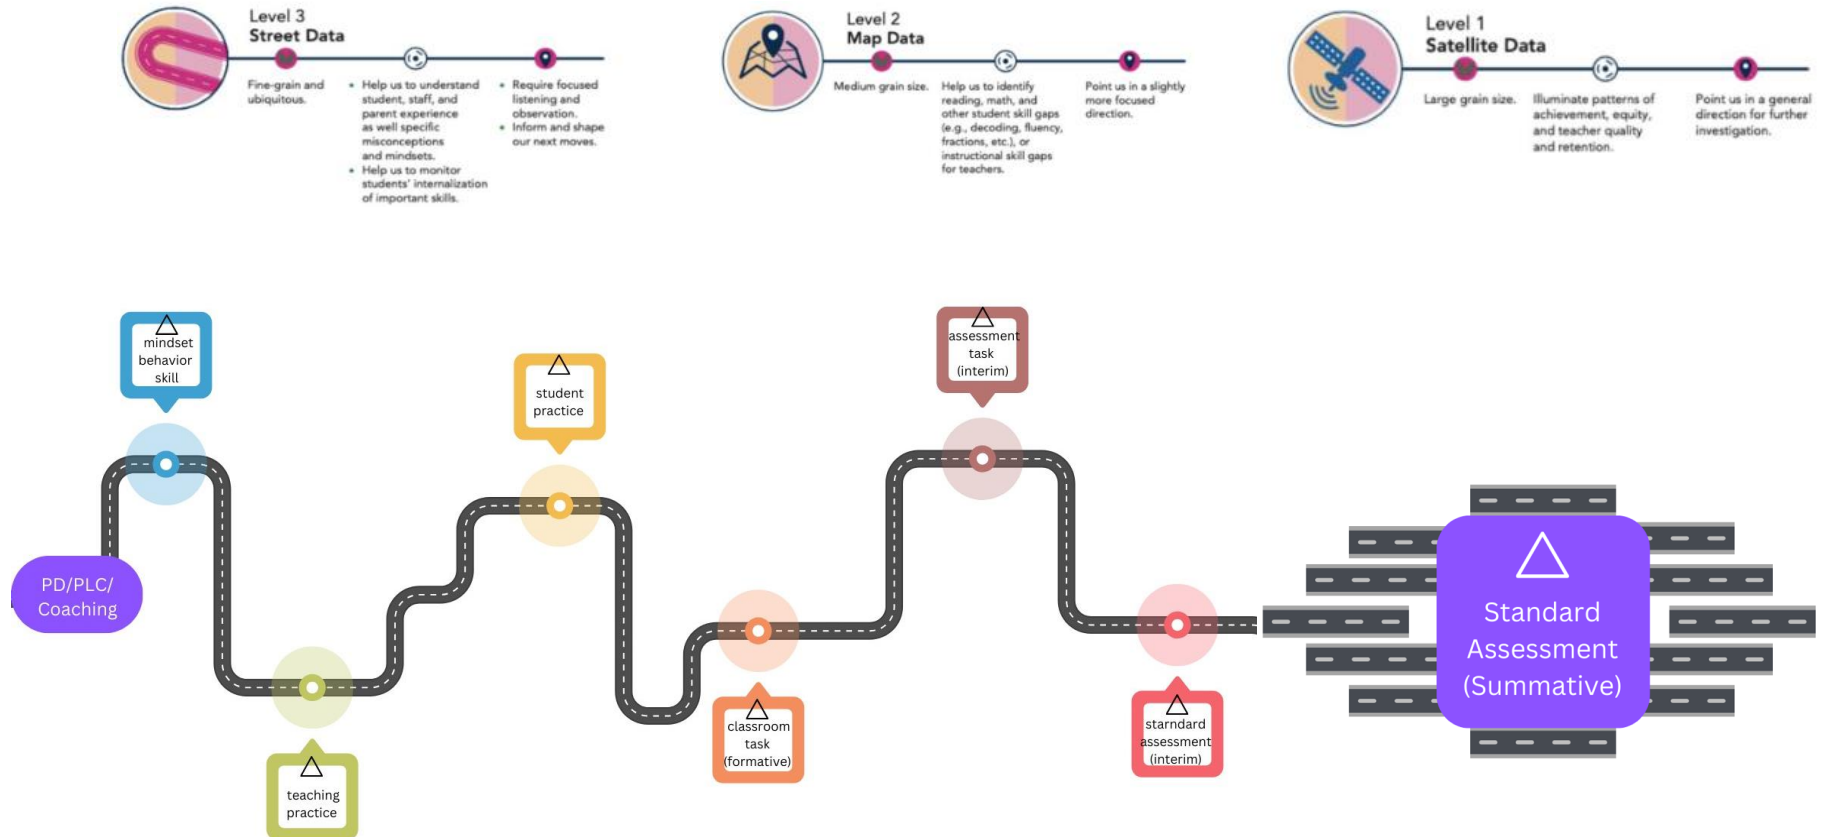 Level 3
Street Data
Fine-grain and
ubiquitous.
• Help us to understand
student, staff, and
parent experience
as well specific
misconceptions
and mindsets.
• Help us to monitor
students' internalization
of important skills.
• Require focused
listening and
observation.
• Inform and shape
our next moves.
Level 2
Map Data
Medium grain size.
Help us to identify
reading, math, and
other student skill gaps
(e.g., decoding, fluency,
fractions, etc.), or
instructional skill gaps
for teachers.
Point us in a slightly
more focused
direction.
Level 1
Satellite Data
Large grain size.
Illuminate patterns of
achievement, equity,
and teacher quality
and retention.
Point us in a general
direction for further
investigation.
PD/PLC/
Coaching
mindset
behavior
skill
teaching
practice
student
practice
classroom
task
(formative)
assessment
task
(interim)
starndard
assessment
(interim)
Standard
Assessment
(Summative)